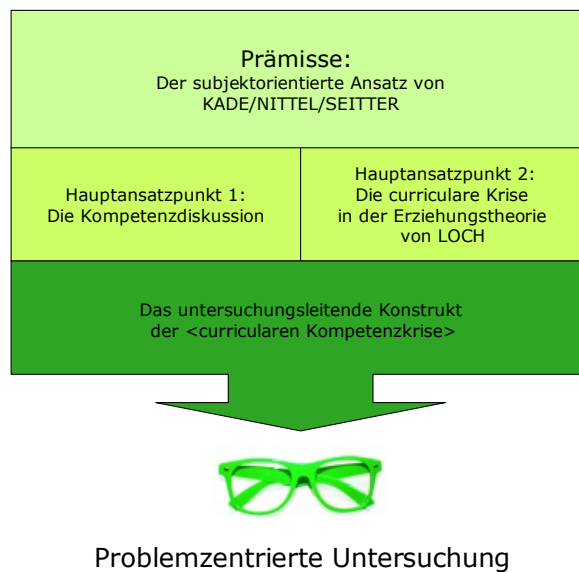 Prämisse:
Der subjektorientierte Ansatz von
KADE/NITTEL/SEITTER
Hauptansatzpunkt 1:
Die Kompetenzdiskussion
Hauptansatzpunkt 2:
Die curriculare Krise
in der Erziehungstheorie
von LOCH
Das untersuchungsleitende Konstrukt
der <curricularen Kompetenzkrise>
Problemzentrierte Untersuchung